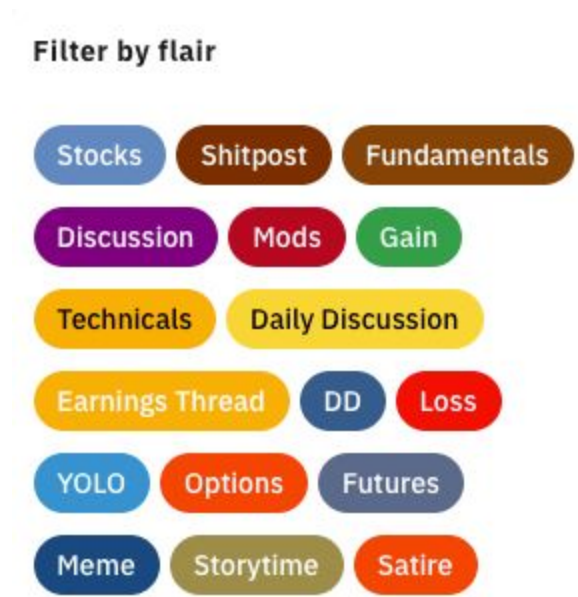 Filter by flair
Stocks Shitpost Fundamentals
Discussion Mods Gain
Technicals Daily Discussion
Earnings Thread DD Loss
YOLO Options Futures
Meme Storytime Satire